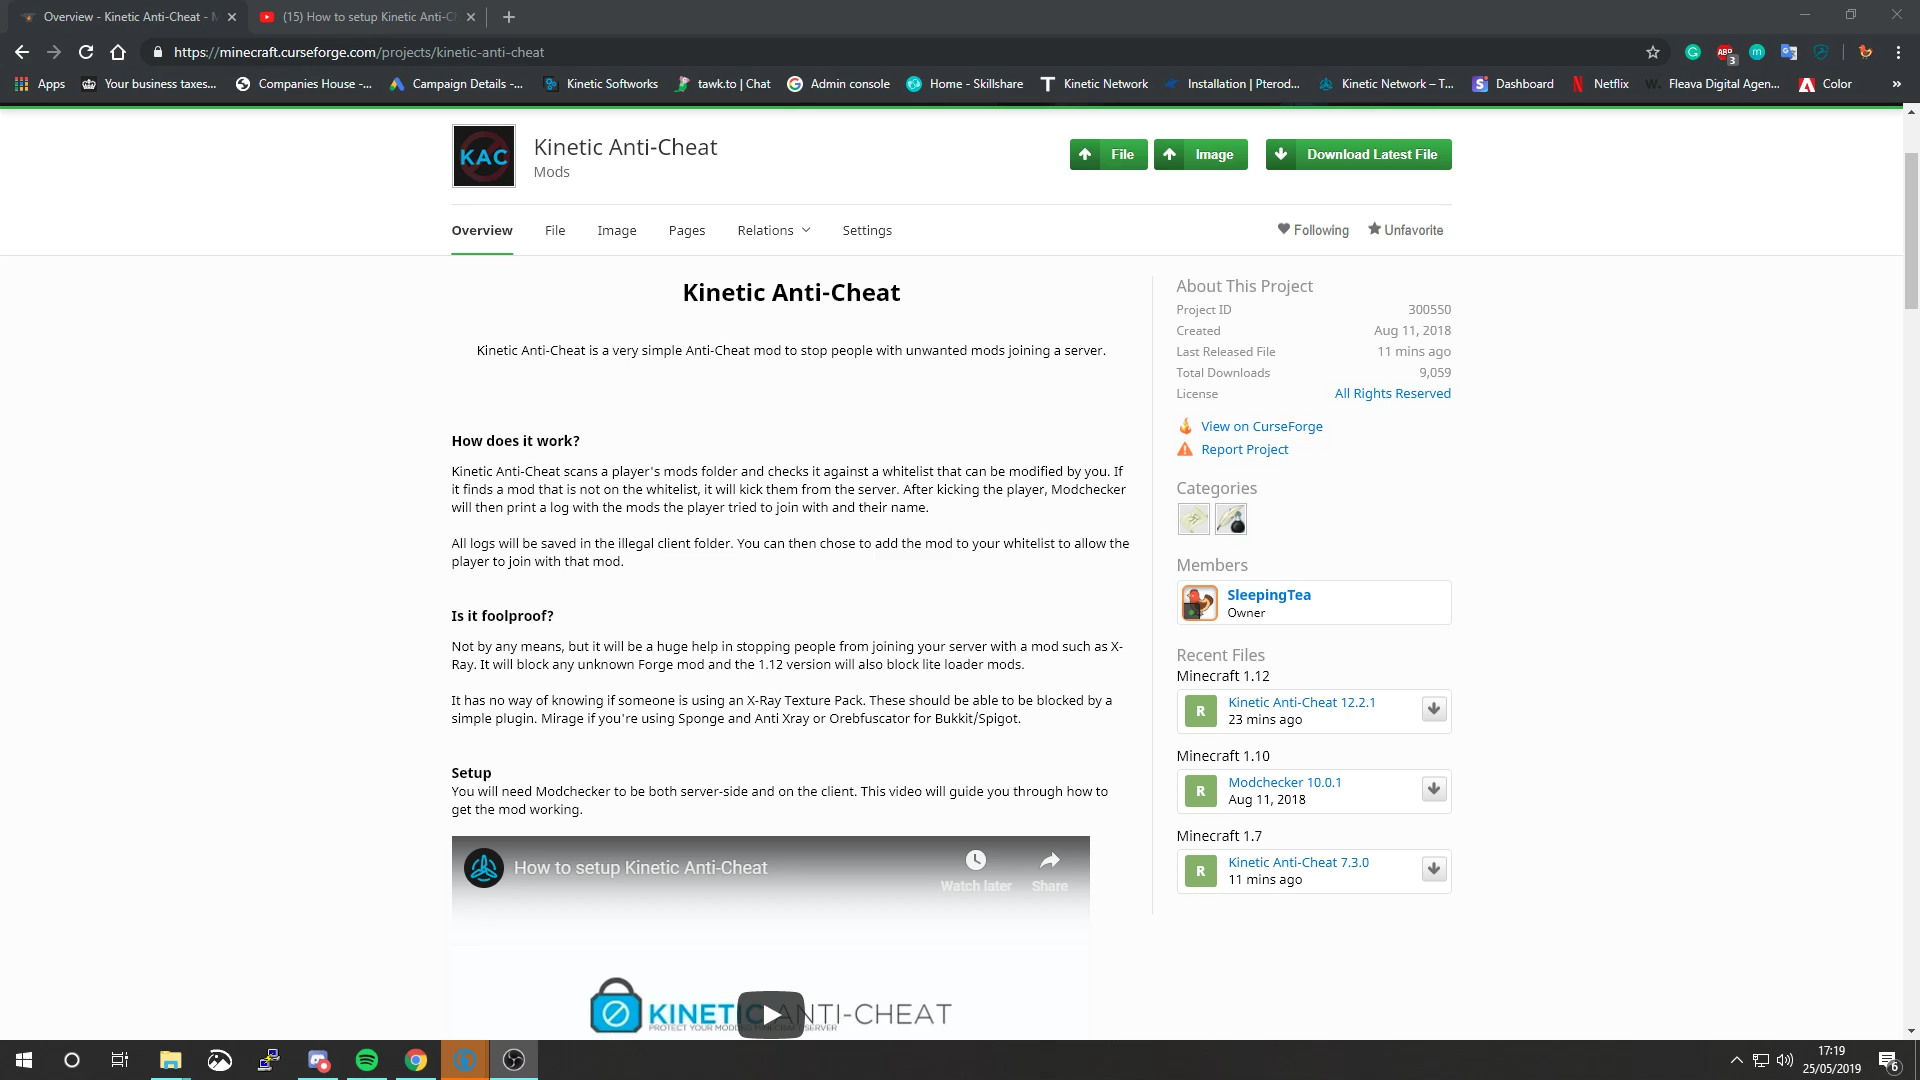 Overview - Kinetic Anti-Cheat -
(15) How to setup Kinetic Anti-C
https://minecraft.curseforge.com/projects/kinetic-anti-cheat
ABP
3
m
Apps
Your business taxes...
Companies House -...
Campaign Details -...
Kinetic Softworks
tawk.to | Chat
Admin console
Home - Skillshare
Kinetic Network
Installation | Pterod...
Kinetic Network – T...
Dashboard
Netflix
Fleava Digital Agen...
Color
»
KAC
Kinetic Anti-Cheat
Mods
File
Image
Download Latest File
Overview
File
Image
Pages
Relations
Settings
Following
Unfavorite
Kinetic Anti-Cheat
Kinetic Anti-Cheat is a very simple Anti-Cheat mod to stop people with unwanted mods joining a server.
How does it work?
Kinetic Anti-Cheat scans a player's mods folder and checks it against a whitelist that can be modified by you. If
it finds a mod that is not on the whitelist, it will kick them from the server. After kicking the player, Modchecker
will then print a log with the mods the player tried to join with and their name.
All logs will be saved in the illegal client folder. You can then chose to add the mod to your whitelist to allow the
player to join with that mod.
Is it foolproof?
Not by any means, but it will be a huge help in stopping people from joining your server with a mod such as X-
Ray. It will block any unknown Forge mod and the 1.12 version will also block lite loader mods.
It has no way of knowing if someone is using an X-Ray Texture Pack. These should be able to be blocked by a
simple plugin. Mirage if you're using Sponge and Anti Xray or Orebfuscator for Bukkit/Spigot.
Setup
You will need Modchecker to be both server-side and on the client. This video will guide you through how to
get the mod working.
How to setup Kinetic Anti-Cheat
Watch later
Share
KINETIC ANTI-CHEAT
About This Project
Project ID 300550
Created Aug 11, 2018
Last Released File 11 mins ago
Total Downloads 9,059
License All Rights Reserved
View on CurseForge
Report Project
Categories
Members
SleepingTea
Owner
Recent Files
Minecraft 1.12
R
Kinetic Anti-Cheat 12.2.1
23 mins ago
Minecraft 1.10
R
Modchecker 10.0.1
Aug 11, 2018
Minecraft 1.7
R
Kinetic Anti-Cheat 7.3.0
11 mins ago
17:19
25/05/2019
6